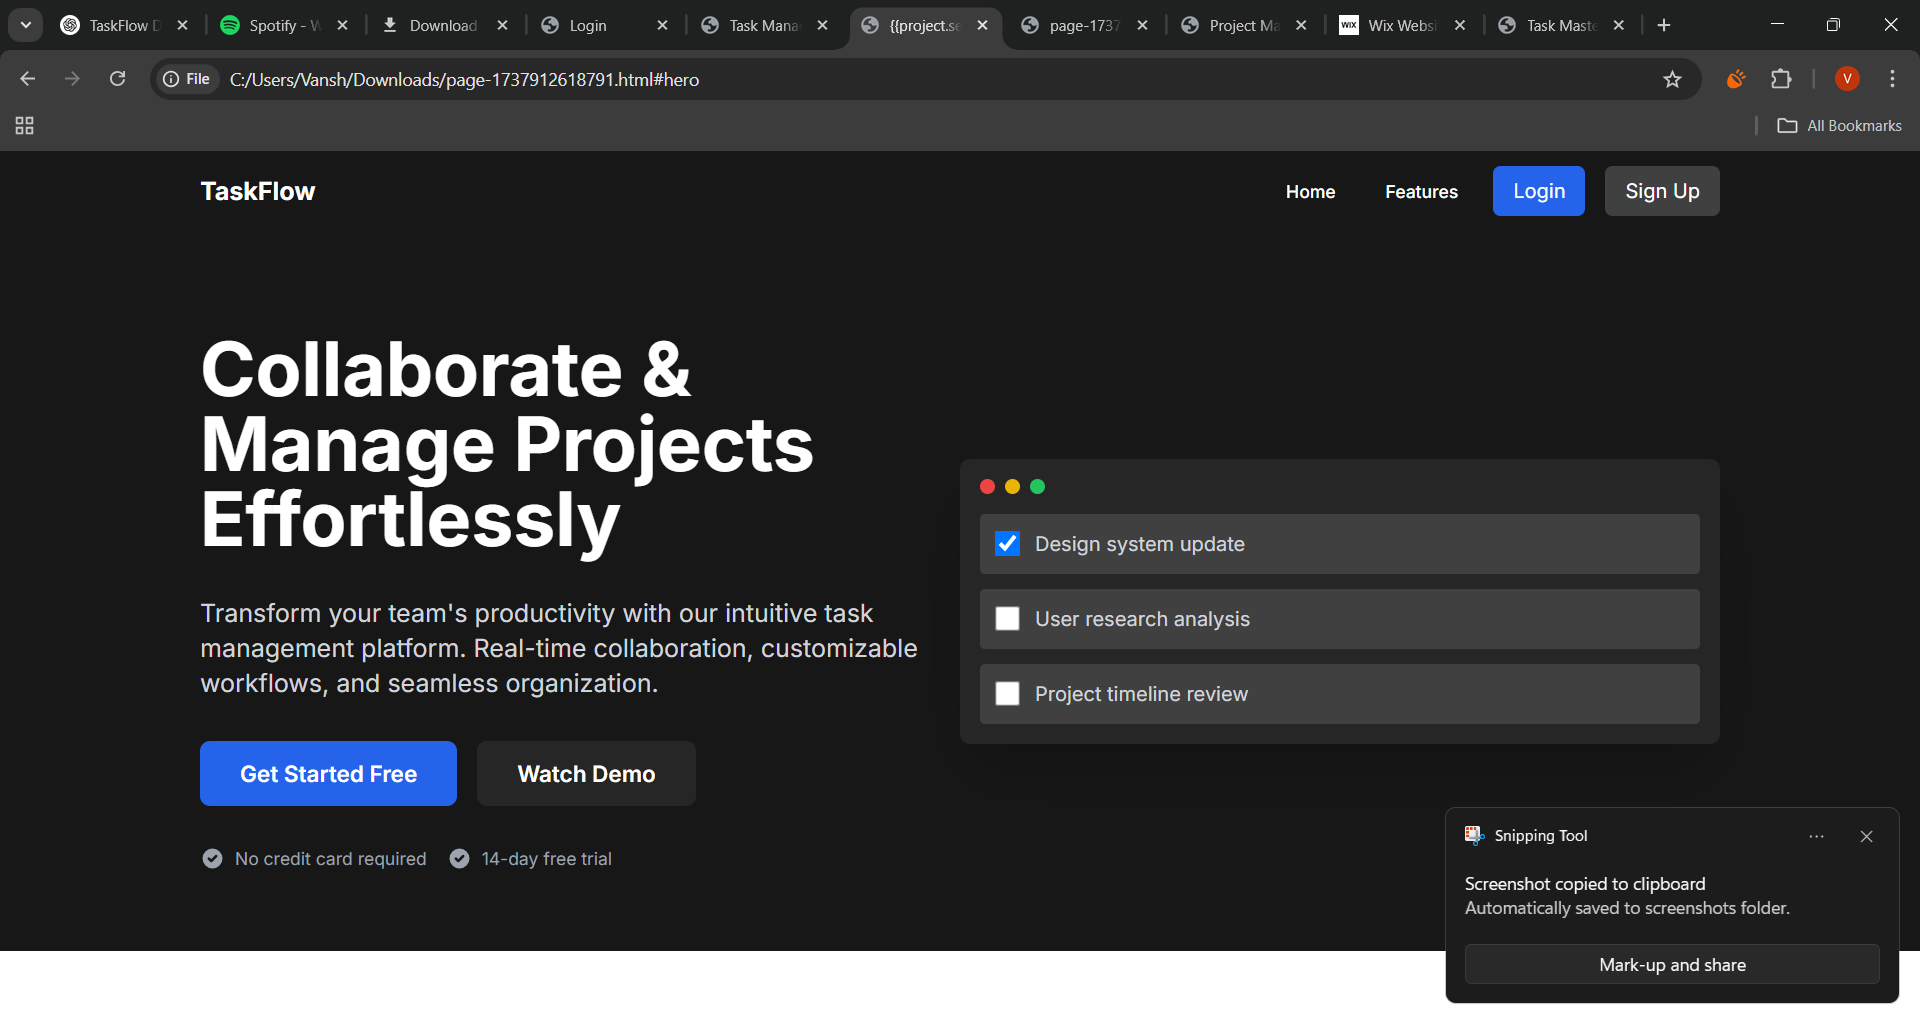 TaskFlow D
Spotify - W
Download
Login
Task Mana
{{project.se
page-1737
Project Ma
WIX
Wix Websi
Task Maste
File
C:/Users/Vansh/Downloads/page-1737912618791.html#hero
V
All Bookmarks
TaskFlow
Home
Features
Login
Sign Up
Collaborate &
Manage Projects
Effortlessly
Transform your team's productivity with our intuitive task
management platform. Real-time collaboration, customizable
workflows, and seamless organization.
Get Started Free
Watch Demo
No credit card required
14-day free trial
Design system update
User research analysis
Project timeline review
Snipping Tool
Screenshot copied to clipboard
Automatically saved to screenshots folder.
Mark-up and share